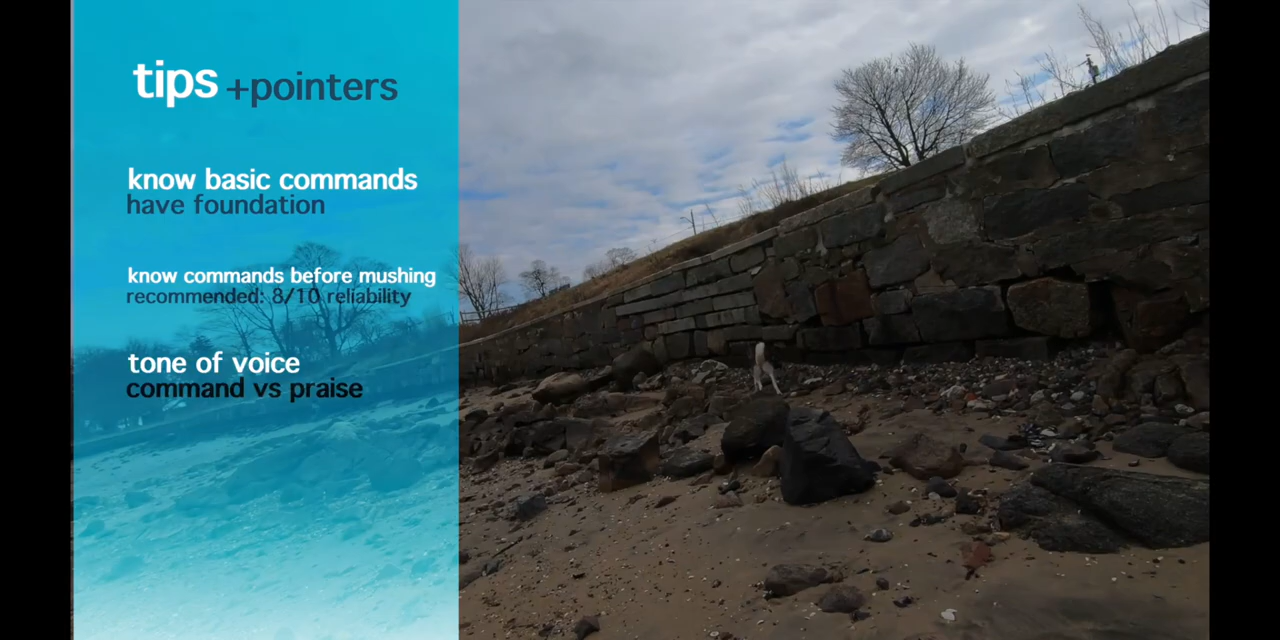 tips +pointers
know basic commands
have foundation
know commands before mushing
recommended: 8/10 reliability
tone of voice
command vs praise